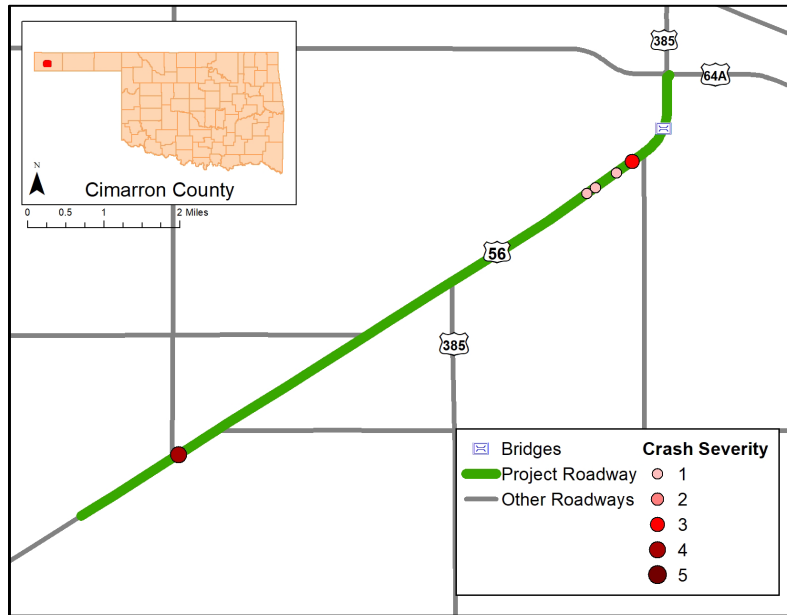 385
64A
N
Cimarron County
0 0.5 1 2 Miles
56
385
Bridges
Project Roadway
Other Roadways
Crash Severity
1
2
3
4
5